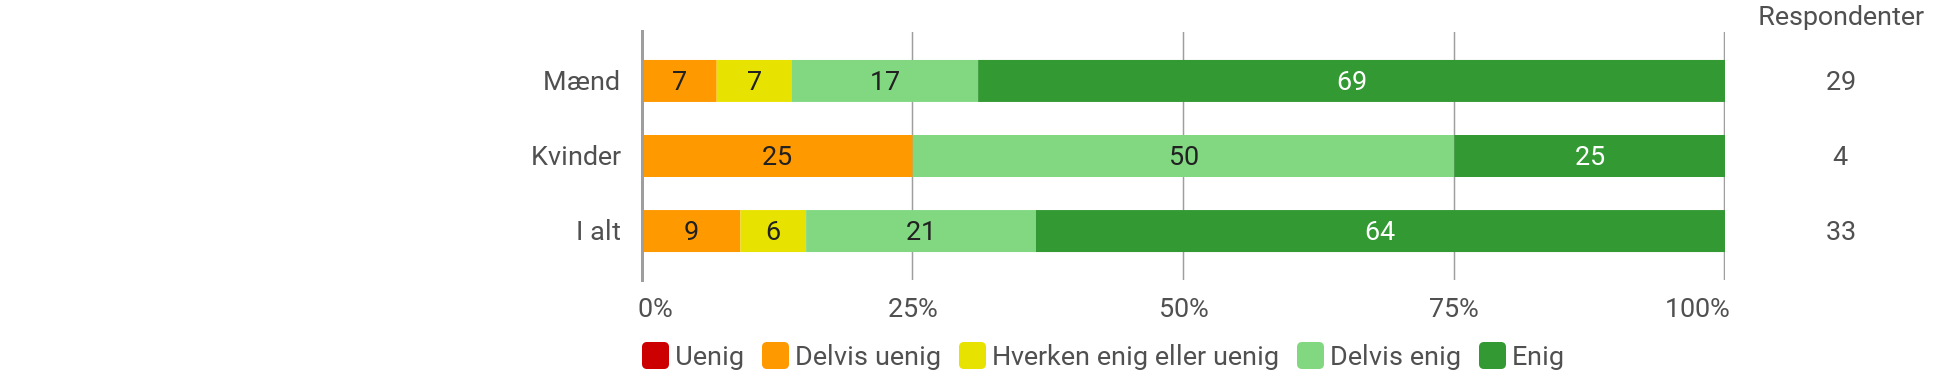 Respondenter
Mænd 7 7 17 69 29
Kvinder 25 50 25 4
I alt 9 6 21 64 33
0% 25% 50% 75% 100%
Uenig Delvis uenig Hverken enig eller uenig Delvis enig Enig